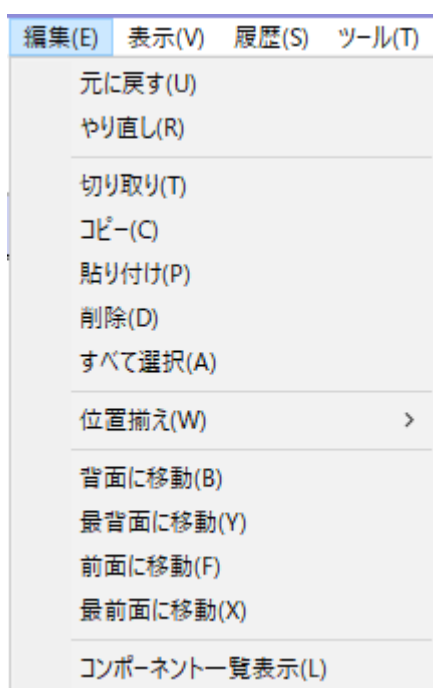 編集(E) 表示(V) 履歴(S) ツール(T)
元に戻す(U)
やり直し(R)
切り取り(T)
コピー(C)
貼り付け(P)
削除(D)
すべて選択(A)
位置揃え(W) >
背面に移動(B)
最背面に移動(Y)
前面に移動(F)
最前面に移動(X)
コンポーネント一覧表示(L)